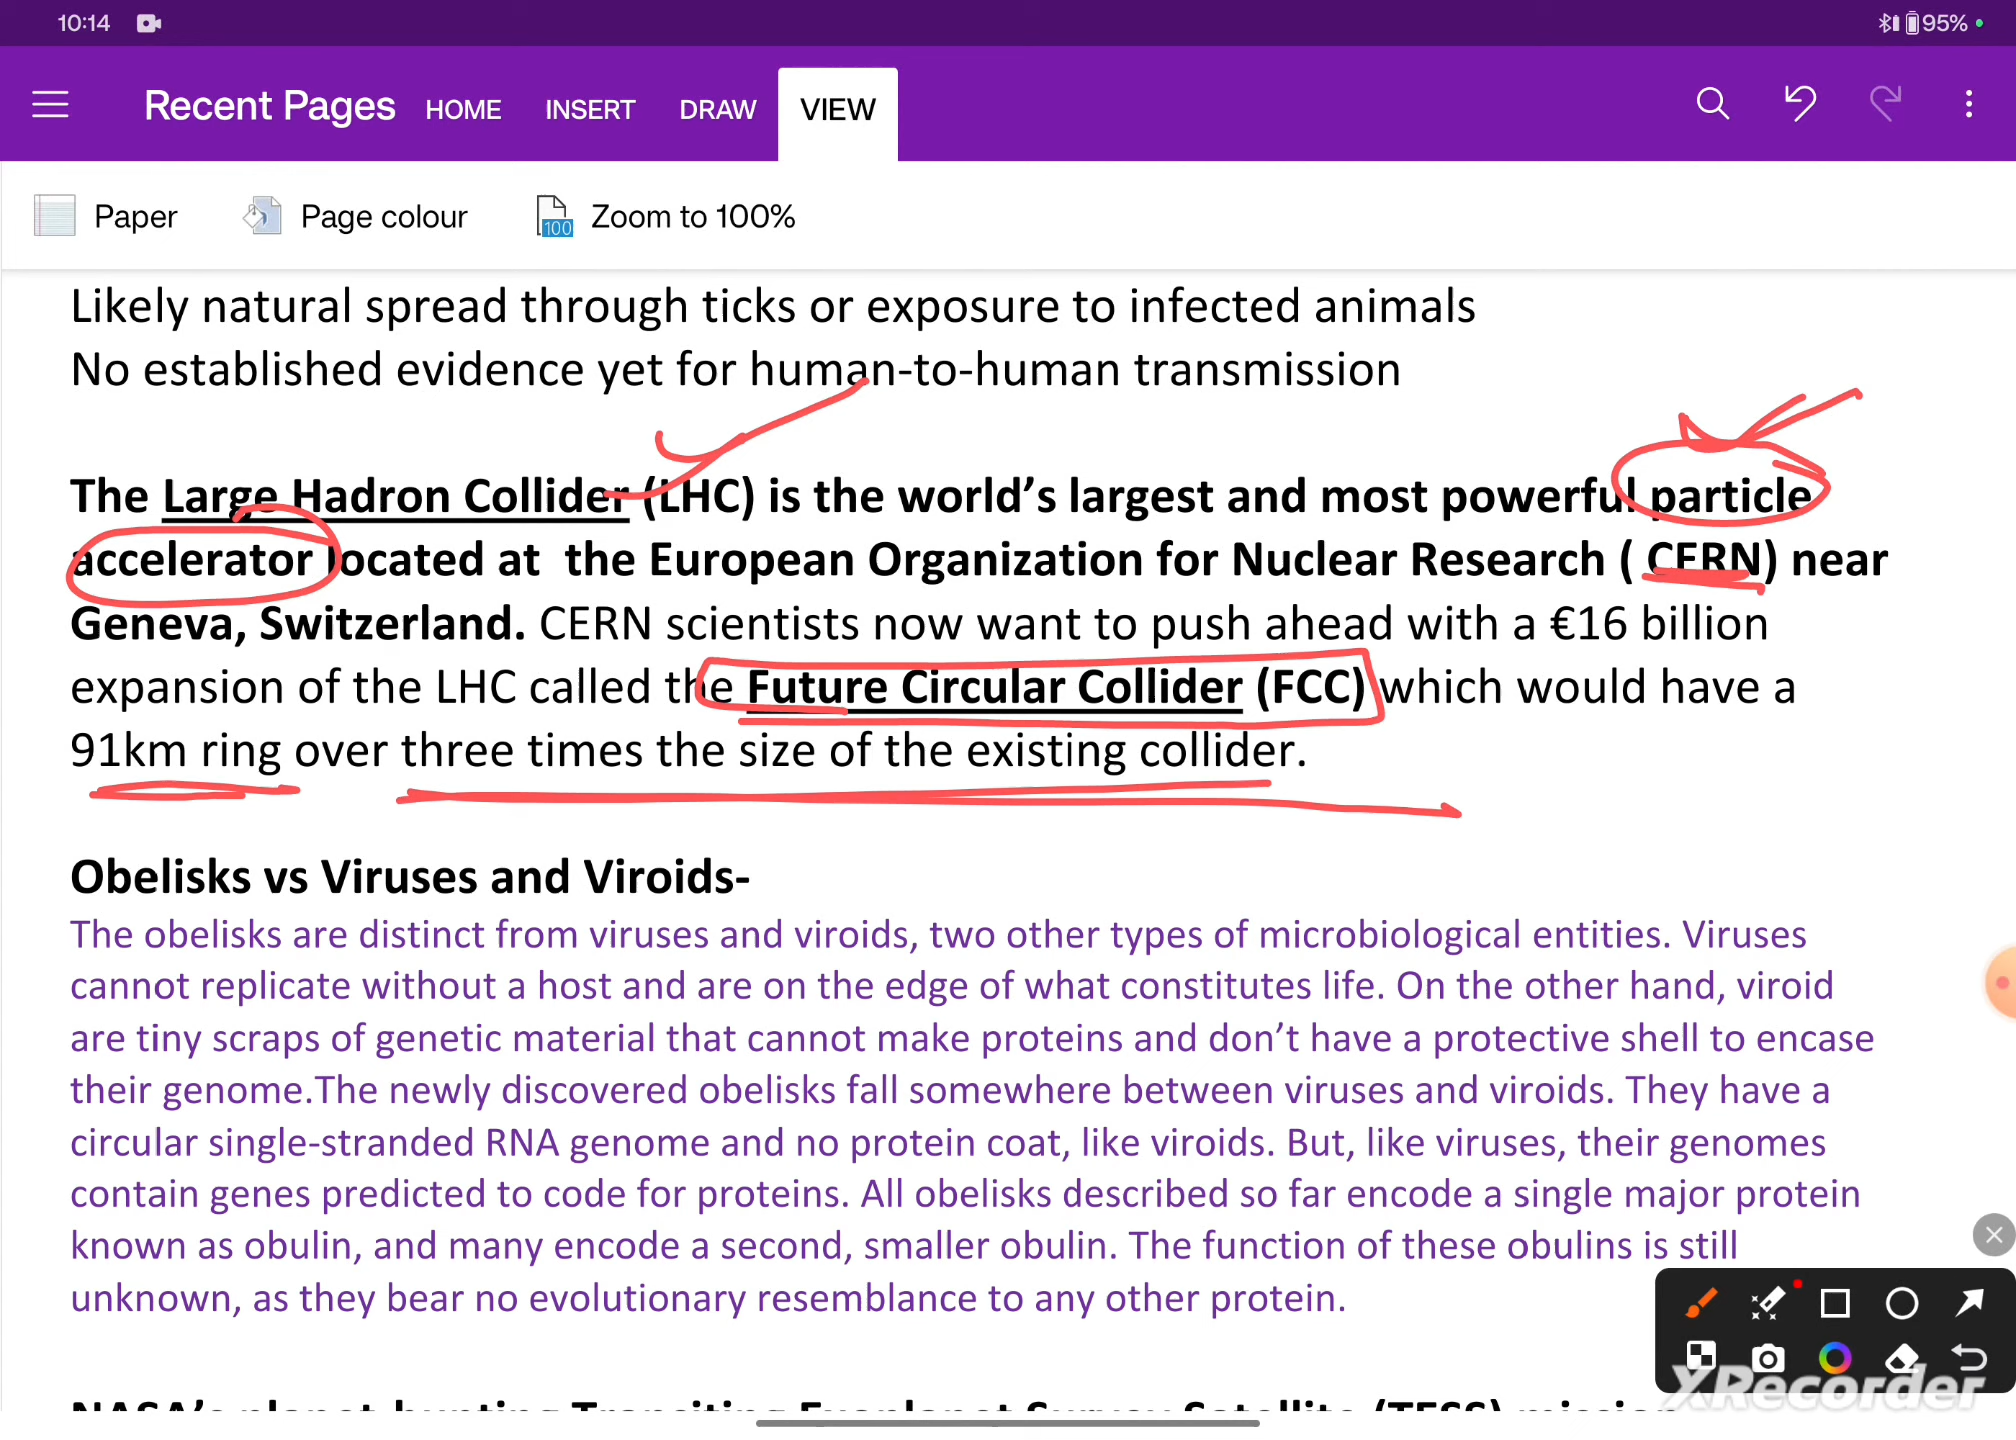 10:14
95%
Recent Pages HOME INSERT DRAW VIEW
Paper Page colour 100 Zoom to 100%
Likely natural spread through ticks or exposure to infected animals
No established evidence yet for human-to-human transmission
The Large Hadron Collider (LHC) is the world’s largest and most powerful particle
accelerator located at the European Organization for Nuclear Research ( CERN) near
Geneva, Switzerland. CERN scientists now want to push ahead with a €16 billion
expansion of the LHC called the Future Circular Collider (FCC) which would have a
91km ring over three times the size of the existing collider.
Obelisks vs Viruses and Viroids-
The obelisks are distinct from viruses and viroids, two other types of microbiological entities. Viruses
cannot replicate without a host and are on the edge of what constitutes life. On the other hand, viroid
are tiny scraps of genetic material that cannot make proteins and don’t have a protective shell to encase
their genome.The newly discovered obelisks fall somewhere between viruses and viroids. They have a
circular single-stranded RNA genome and no protein coat, like viroids. But, like viruses, their genomes
contain genes predicted to code for proteins. All obelisks described so far encode a single major protein
known as obulin, and many encode a second, smaller obulin. The function of these obulins is still
unknown, as they bear no evolutionary resemblance to any other protein.
XRecorder
NASA’s planet-hunting Transiting Exoplanet Survey Satellite (TESS) mission